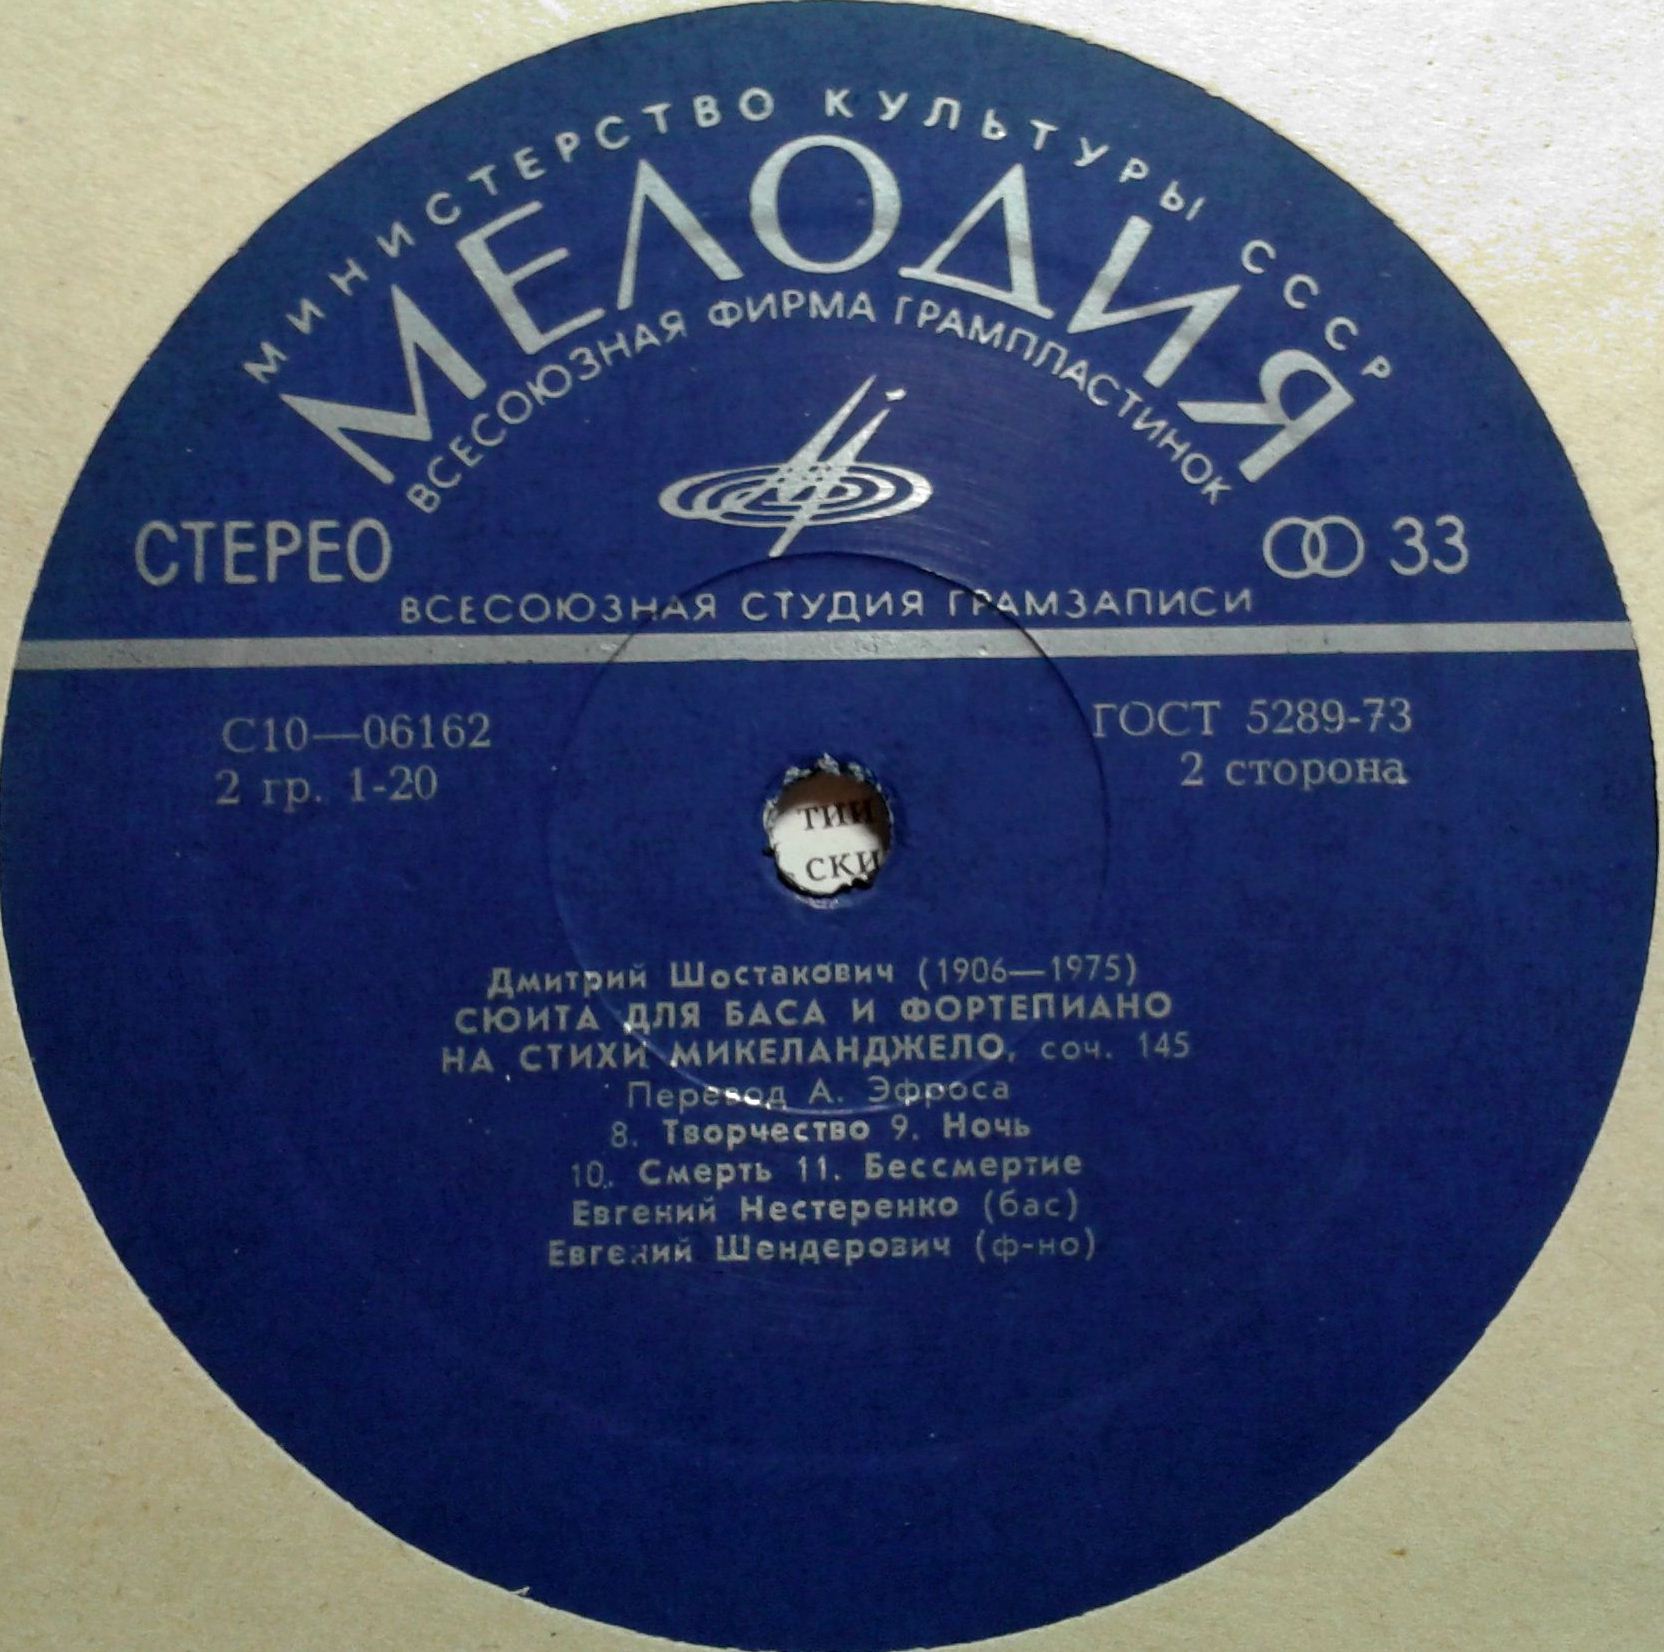 МИНИСТЕРСТВО КУЛЬТУРЫ СССР
МЕЛОДИЯ
ВСЕСОЮЗНАЯ ФИРМА ГРАМПЛАСТИНОК
СТЕРЕО
33
ВСЕСОЮЗНАЯ СТУДИЯ ГРАМЗАПИСИ
С10—06162
2 гр. 1-20
ГОСТ 5289-73
2 сторона
ТИИ
СКИ
Дмитрий Шостакович (1906—1975)
СЮИТА ДЛЯ БАСА И ФОРТЕПИАНО
НА СТИХИ МИКЕЛАНДЖЕЛО, соч. 145
Перевод А. Эфроса
8. Творчество 9. Ночь
10. Смерть 11. Бессмертие
Евгений Нестеренко (бас)
Евгений Шендерович (ф-но)